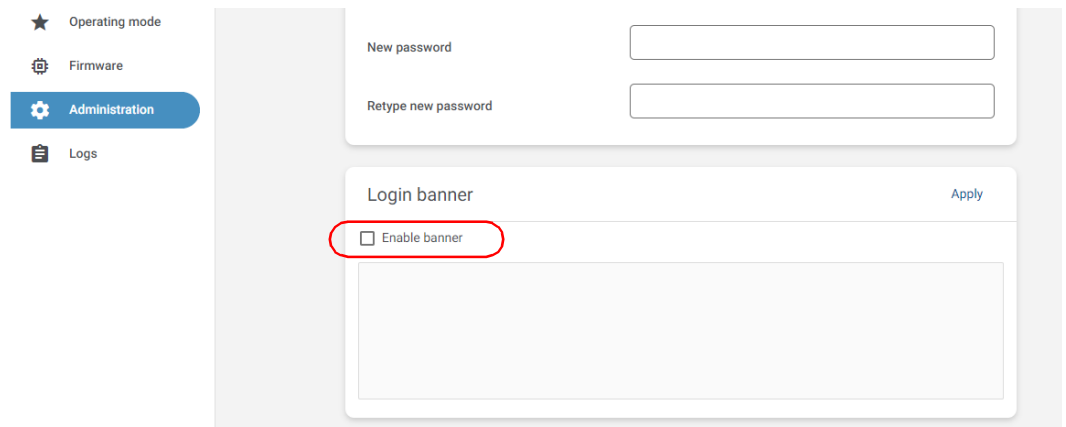 Operating mode
Firmware
Administration
Logs
New password
Retype new password
Login banner
Apply
Enable banner